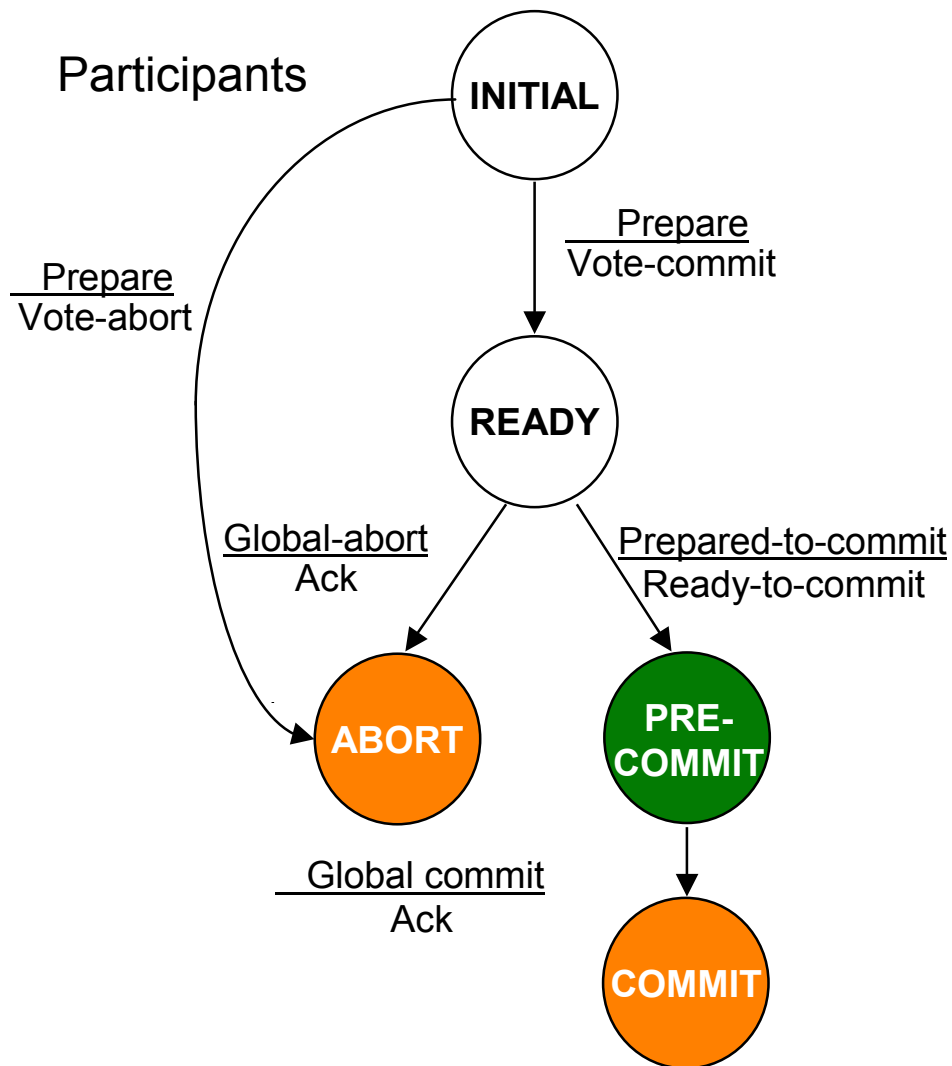 Participants
INITIAL
Prepare
Vote-commit
Prepare
Vote-abort
READY
Global-abort
Ack
Prepared-to-commit
Ready-to-commit
ABORT
PRE-
COMMIT
Global commit
Ack
COMMIT